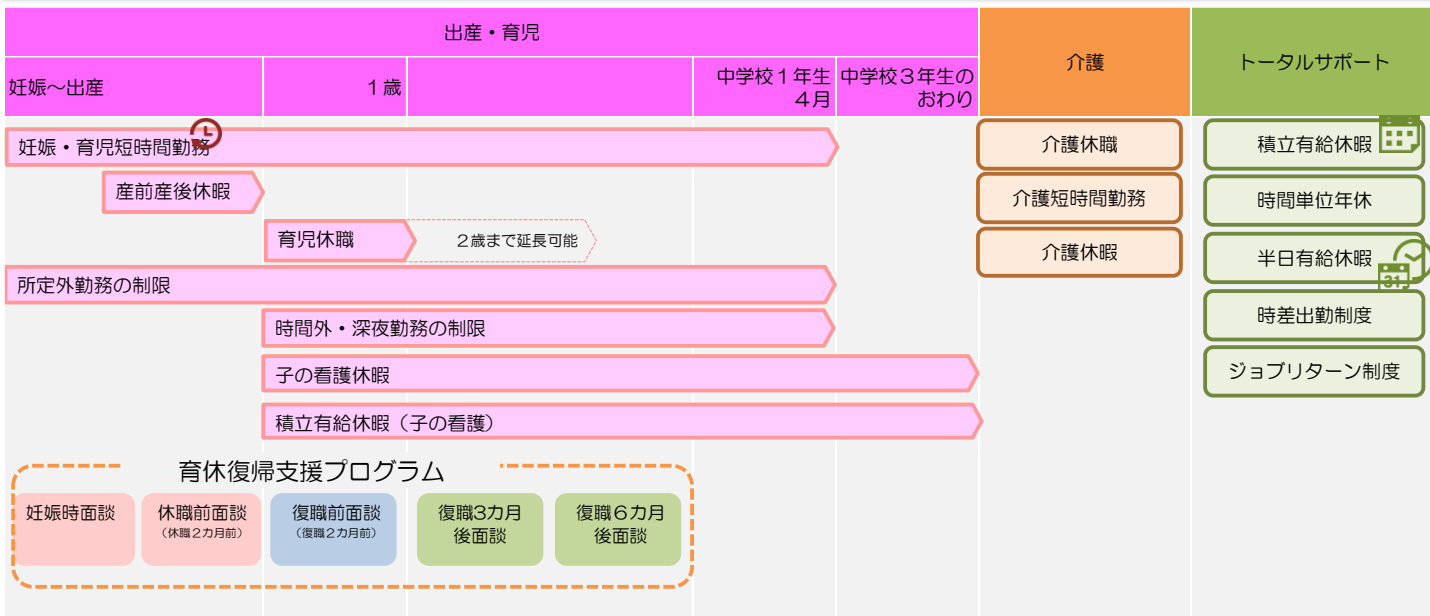 出産・育児
介護
トータルサポート
妊娠～出産
１歳
中学校１年生
４月
中学校３年生の
おわり
妊娠・育児短時間勤務
産前産後休暇
育児休職
２歳まで延長可能
所定外勤務の制限
時間外・深夜勤務の制限
子の看護休暇
積立有給休暇（子の看護）
介護休職
介護短時間勤務
介護休暇
積立有給休暇
時間単位年休
半日有給休暇
31
時差出勤制度
ジョブリターン制度
育休復帰支援プログラム
妊娠時面談
休職前面談
（休職２カ月前）
復職前面談
（復職２カ月前）
復職3カ月
後面談
復職６カ月
後面談